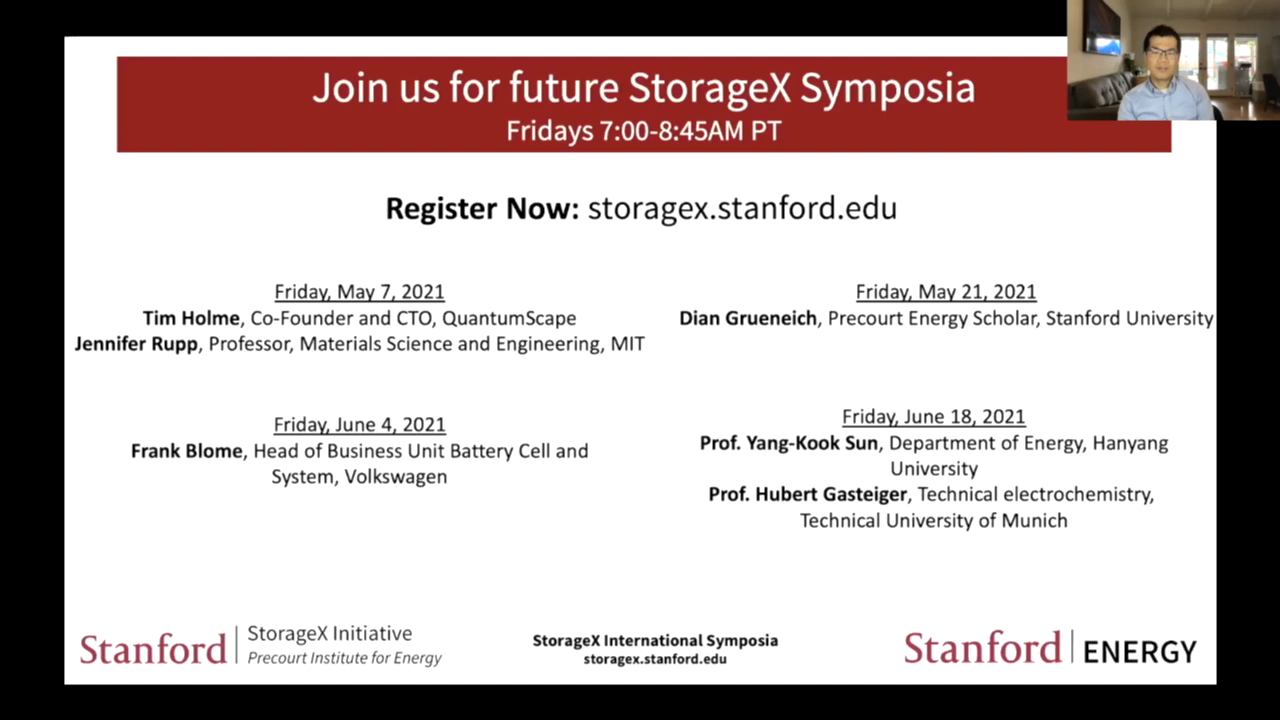 Join us for future StorageX Symposia
Fridays 7:00-8:45AM PT
Register Now: storagex.stanford.edu
Friday, May 7, 2021
Tim Holme, Co-Founder and CTO, QuantumScape
Jennifer Rupp, Professor, Materials Science and Engineering, MIT
Friday, May 21, 2021
Dian Grueneich, Precourt Energy Scholar, Stanford University
Friday, June 4, 2021
Frank Blome, Head of Business Unit Battery Cell and
System, Volkswagen
Friday, June 18, 2021
Prof. Yang-Kook Sun, Department of Energy, Hanyang
University
Prof. Hubert Gasteiger, Technical electrochemistry,
Technical University of Munich
Stanford | StorageX Initiative
Precourt Institute for Energy
StorageX International Symposia
storagex.stanford.edu
Stanford | ENERGY